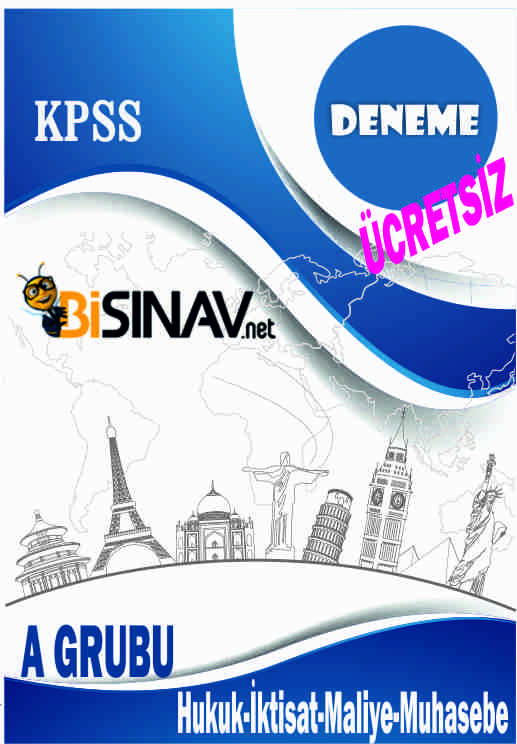 KPSS
DENEME
ÜCRETSİZ
BiSINAV.net
A GRUBU
Hukuk-İktisat-Maliye-Muhasebe